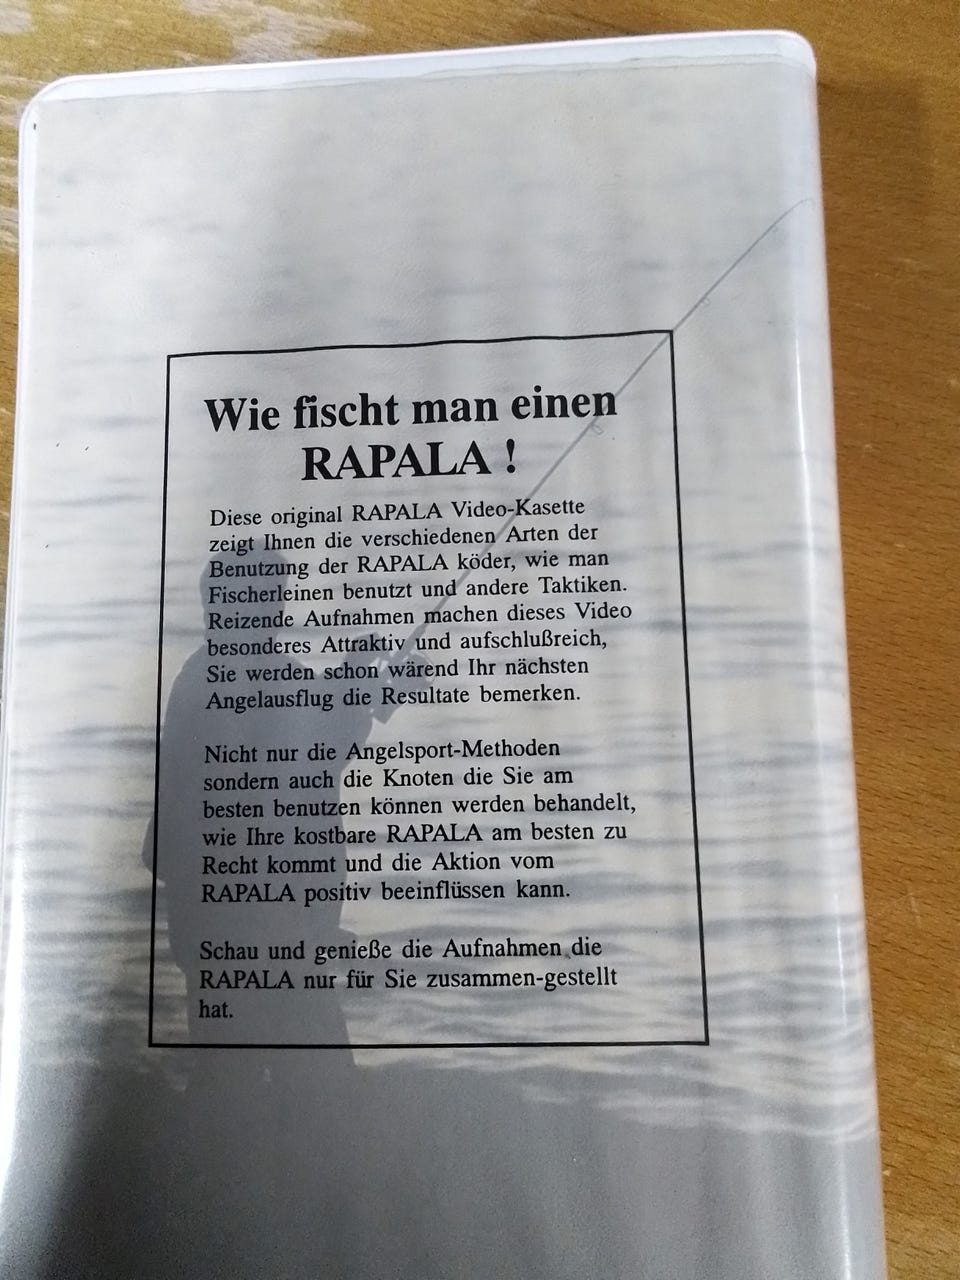 Wie fischt man einen
RAPALA !
Diese original RAPALA Video-Kasette
zeigt Ihnen die verschiedenen Arten der
Benutzung der RAPALA köder, wie man
Fischerleinen benutzt und andere Taktiken.
Reizende Aufnahmen machen dieses Video
besonderes Attraktiv und aufschlußreich,
Sie werden schon wärend Ihr nächsten
Angelausflug die Resultate bemerken.
Nicht nur die Angelsport-Methoden
sondern auch die Knoten die Sie am
besten benutzen können werden behandelt,
wie Ihre kostbare RAPALA am besten zu
Recht kommt und die Aktion vom
RAPALA positiv beeinflüssen kann.
Schau und genieße die Aufnahmen die
RAPALA nur für Sie zusammen-gestellt
hat.